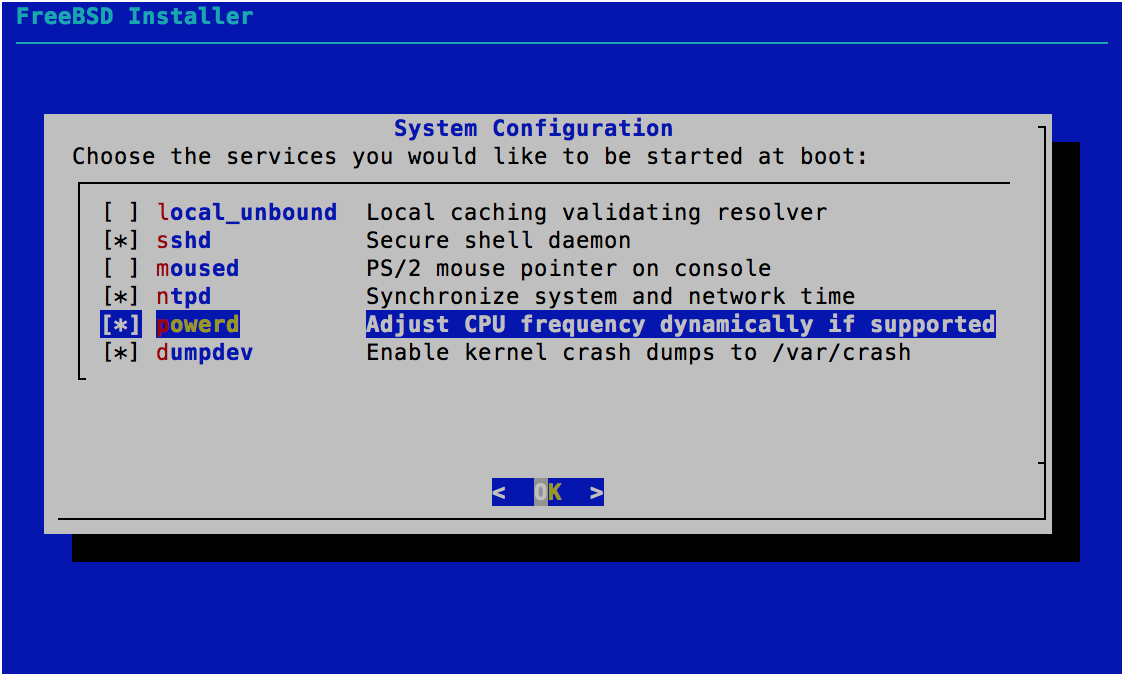 FreeBSD Installer
System Configuration
Choose the services you would like to be started at boot:
[ ] local_unbound Local caching validating resolver
[*] sshd Secure shell daemon
[ ] moused PS/2 mouse pointer on console
[*] ntpd Synchronize system and network time
[*] powerd Adjust CPU frequency dynamically if supported
[*] dumpdev Enable kernel crash dumps to /var/crash
< OK >